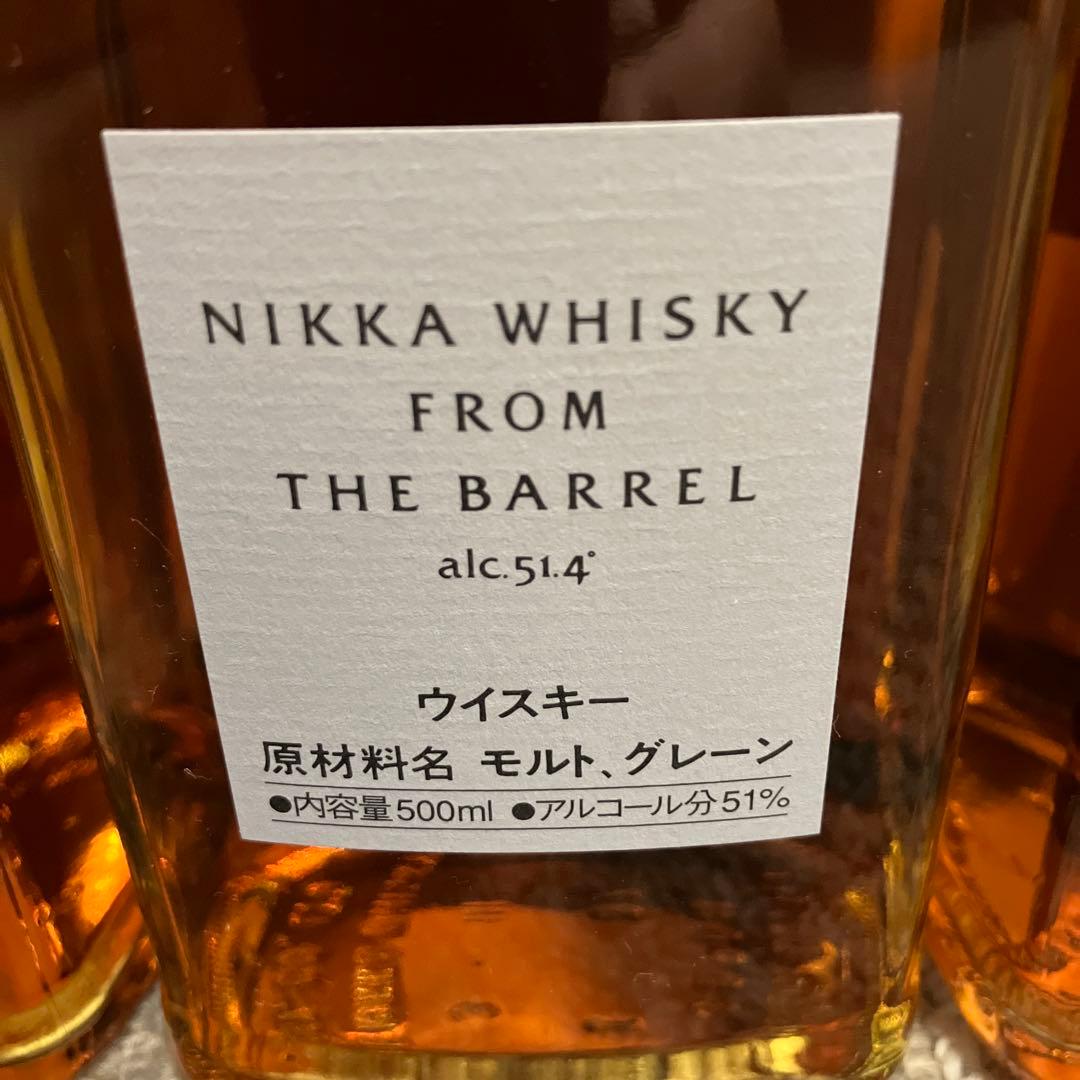 NIKKA WHISKY
FROM
THE BARREL
alc.51.4°
ウイスキー
原材料名 モルト、グレーン
●内容量500ml ●アルコール分51%